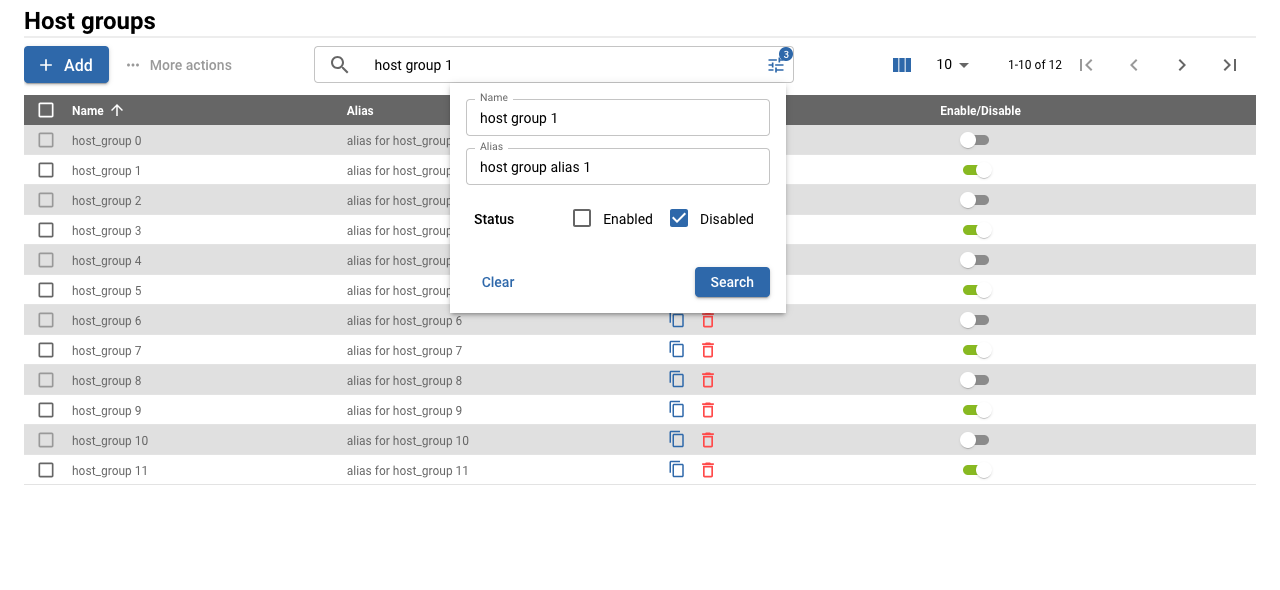 Host groups
Add
More actions
host group 1
3
10
1-10 of 12
Name
Alias
Enable/Disable
Name
host group 1
Alias
host group alias 1
Status
Enabled
Disabled
Clear
Search
host_group 0 alias for host_group
host_group 1 alias for host_group
host_group 2 alias for host_group
host_group 3 alias for host_group
host_group 4 alias for host_group
host_group 5 alias for host_group
host_group 6 alias for host_group 6
host_group 7 alias for host_group 7
host_group 8 alias for host_group 8
host_group 9 alias for host_group 9
host_group 10 alias for host_group 10
host_group 11 alias for host_group 11